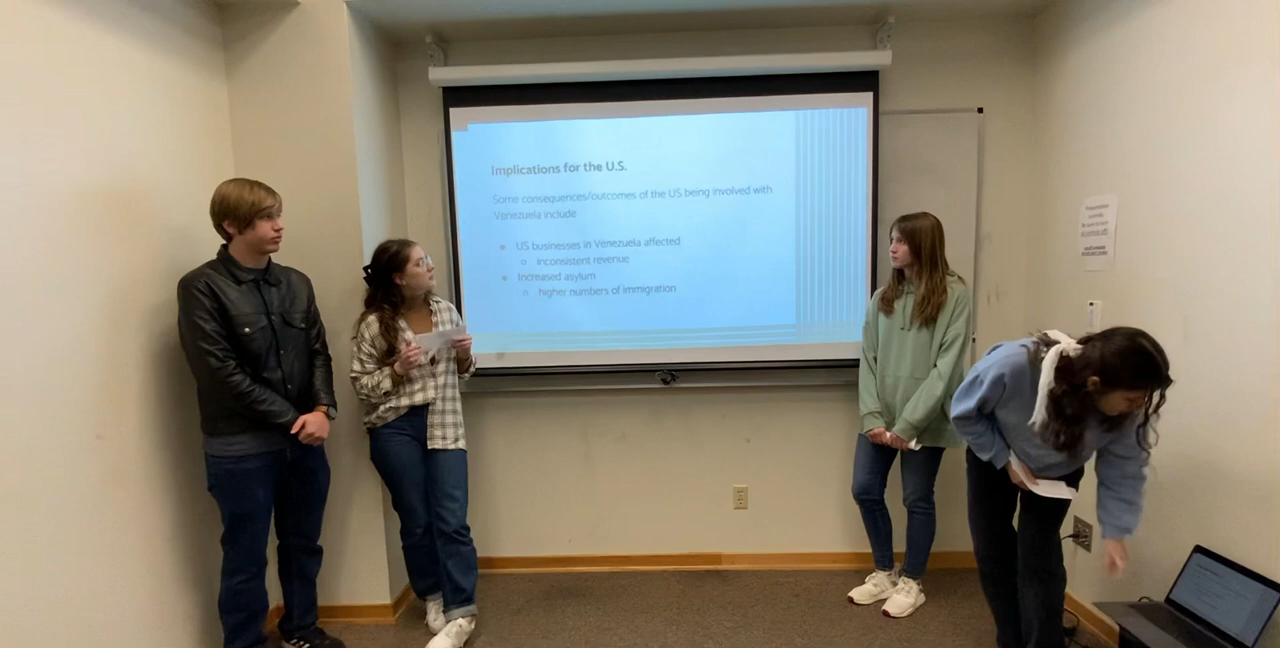 Implications for the U.S.
Some consequences/outcomes of the US being involved with
Venezuela include
US businesses in Venezuela affected
inconsistent revenue
Increased asylum
higher numbers of immigration